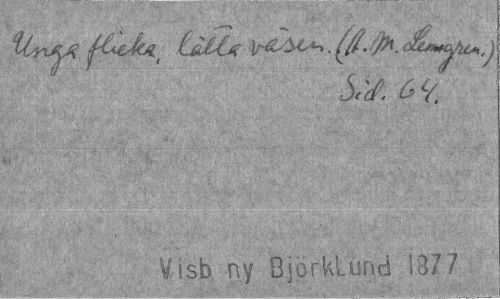 Unga flicka, lätta väsen. (A. M. Lenngren.)
Sid. 64.
Visb ny BjörkLund 1877